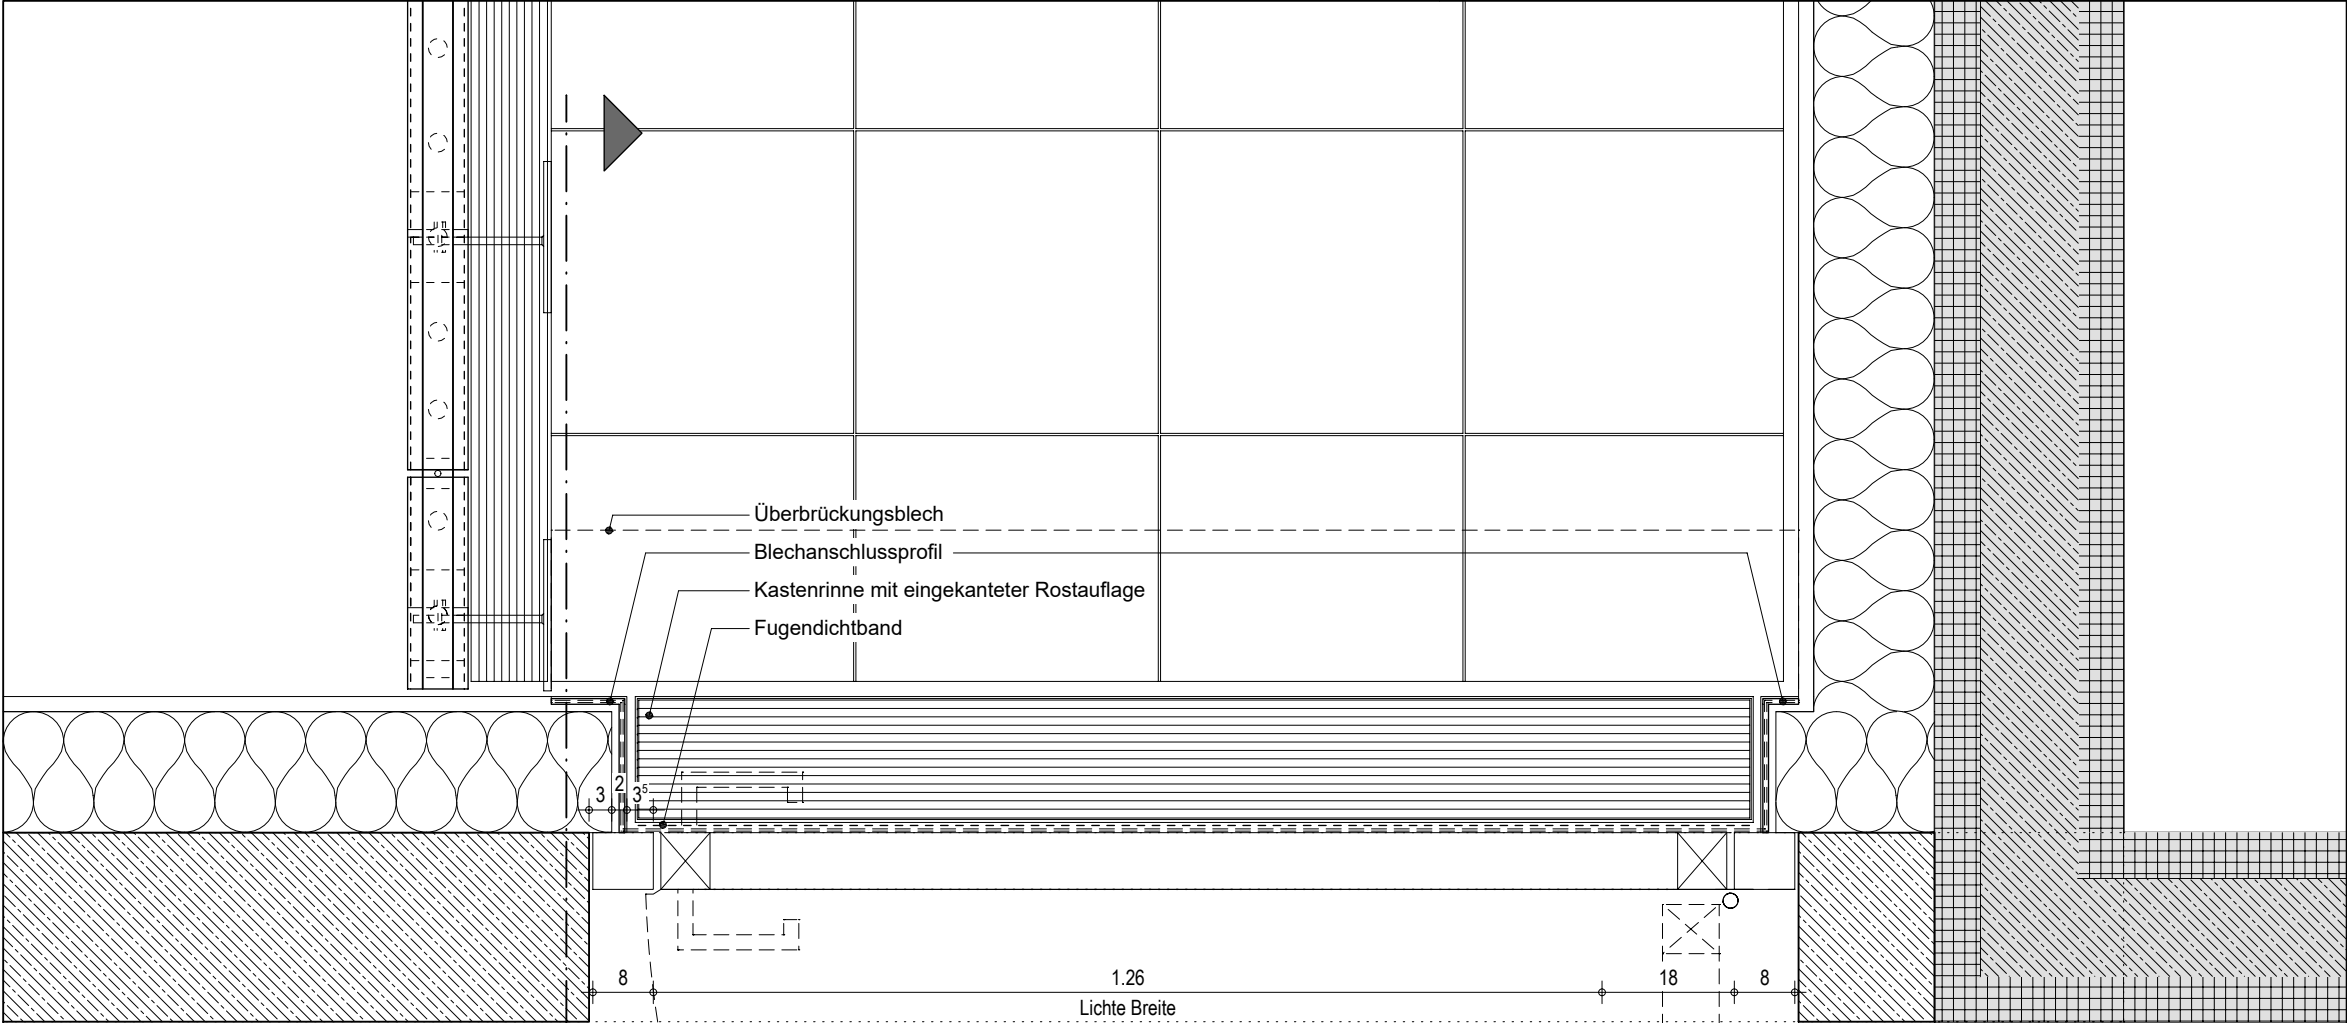 Überbrückungsblech
Blechanschlussprofil
Kastenrinne mit eingekanteter Rostauflage
Fugendichtband
3 2 3⁵
8 1.26 18 8
Lichte Breite